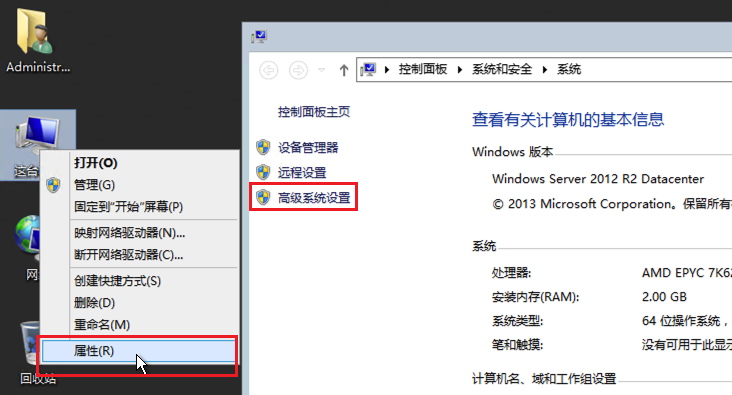 Administr...
这台
网
回收站
打开(O)
管理(G)
固定到"开始"屏幕(P)
映射网络驱动器(N)...
断开网络驱动器(C)...
创建快捷方式(S)
删除(D)
重命名(M)
属性(R)
控制面板 系统和安全 系统
控制面板主页
设备管理器
远程设置
高级系统设置
查看有关计算机的基本信息
Windows 版本
Windows Server 2012 R2 Datacenter
© 2013 Microsoft Corporation。保留所有
系统
处理器: AMD EPYC 7K62
安装内存(RAM): 2.00 GB
系统类型: 64 位操作系统，
笔和触摸: 没有可用于此显示
计算机名、域和工作组设置